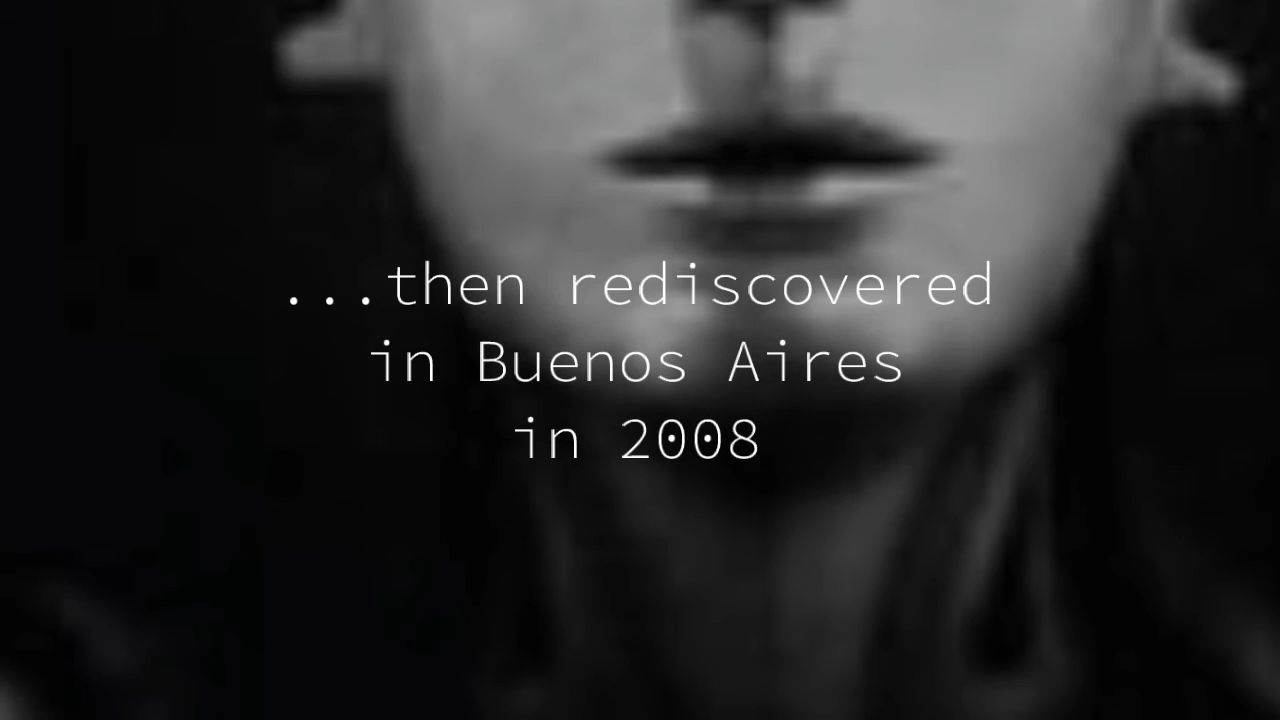 ...then rediscovered
in Buenos Aires
in 2008